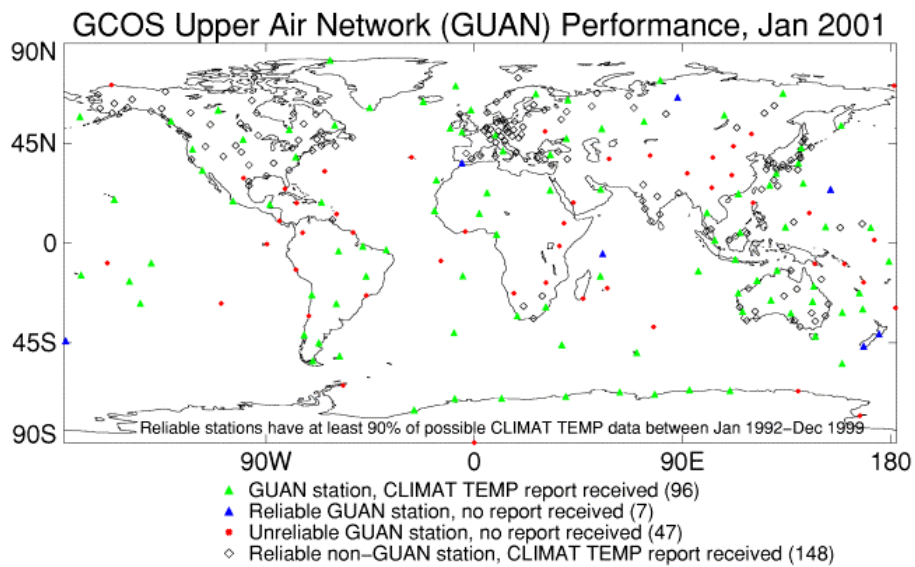 GCOS Upper Air Network (GUAN) Performance, Jan 2001
90N
45N
0
45S
90S
Reliable stations have at least 90% of possible CLIMAT TEMP data between Jan 1992−Dec 1999
90W 0 90E 180
GUAN station, CLIMAT TEMP report received (96)
Reliable GUAN station, no report received (7)
Unreliable GUAN station, no report received (47)
Reliable non−GUAN station, CLIMAT TEMP report received (148)